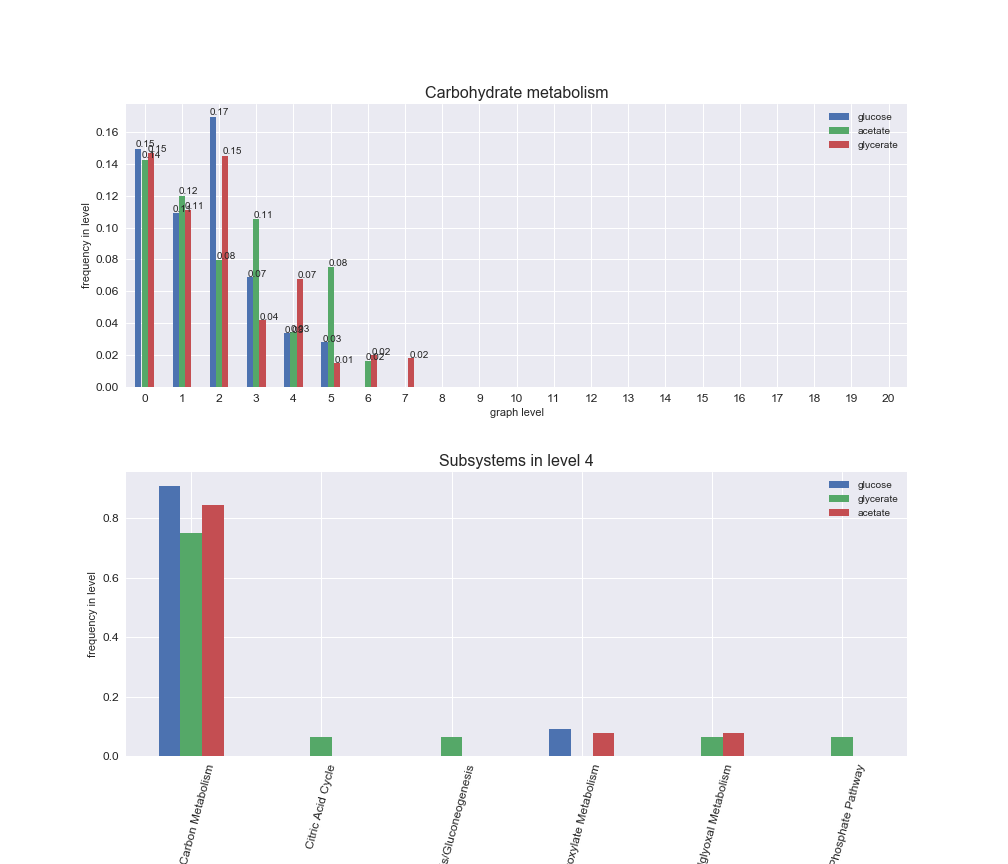 Carbohydrate metabolism
glucose
acetate
glycerate
frequency in level
0.16
0.14
0.12
0.10
0.08
0.06
0.04
0.02
0.00
0.15 0.14 0.15
0.11 0.12 0.11
0.17 0.08 0.15
0.07 0.11 0.04
0.03 0.03 0.07
0.03 0.08 0.01
0.02 0.02
0.02
0 1 2 3 4 5 6 7 8 9 10 11 12 13 14 15 16 17 18 19 20
graph level
Subsystems in level 4
glucose
glycerate
acetate
frequency in level
0.8
0.6
0.4
0.2
0.0
Carbon Metabolism
Citric Acid Cycle
s/Gluconeogenesis
oxylate Metabolism
glyoxal Metabolism
Phosphate Pathway